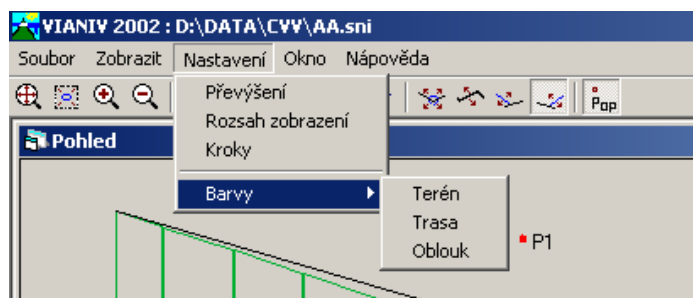 VIANIV 2002 : D:\DATA\CVV\AA.sni
Soubor Zobrazit Nastavení Okno Nápověda
Převýšení
Rozsah zobrazení
Kroky
Barvy
Pop
Pohled
Terén
Trasa
Oblouk
P1